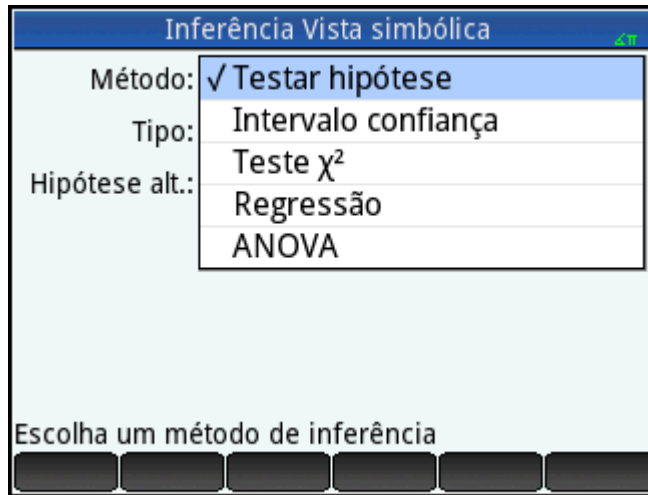 Inferência Vista simbólica
∡π
Método: √ Testar hipótese
Intervalo confiança
Tipo:
Teste χ²
Hipótese alt.:
Regressão
ANOVA
Escolha um método de inferência